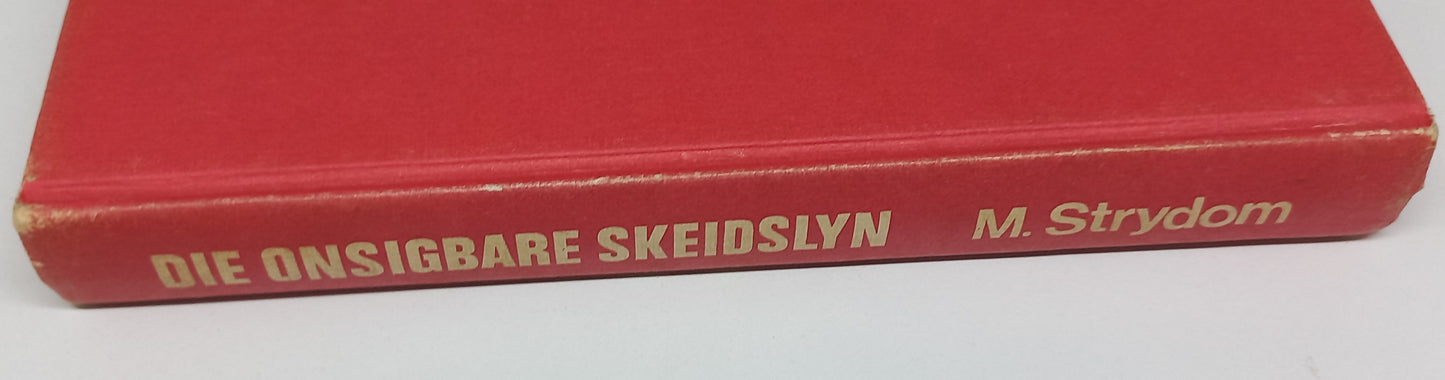 DIE ONSIGBARE SKEIDSLYN M. Strydom